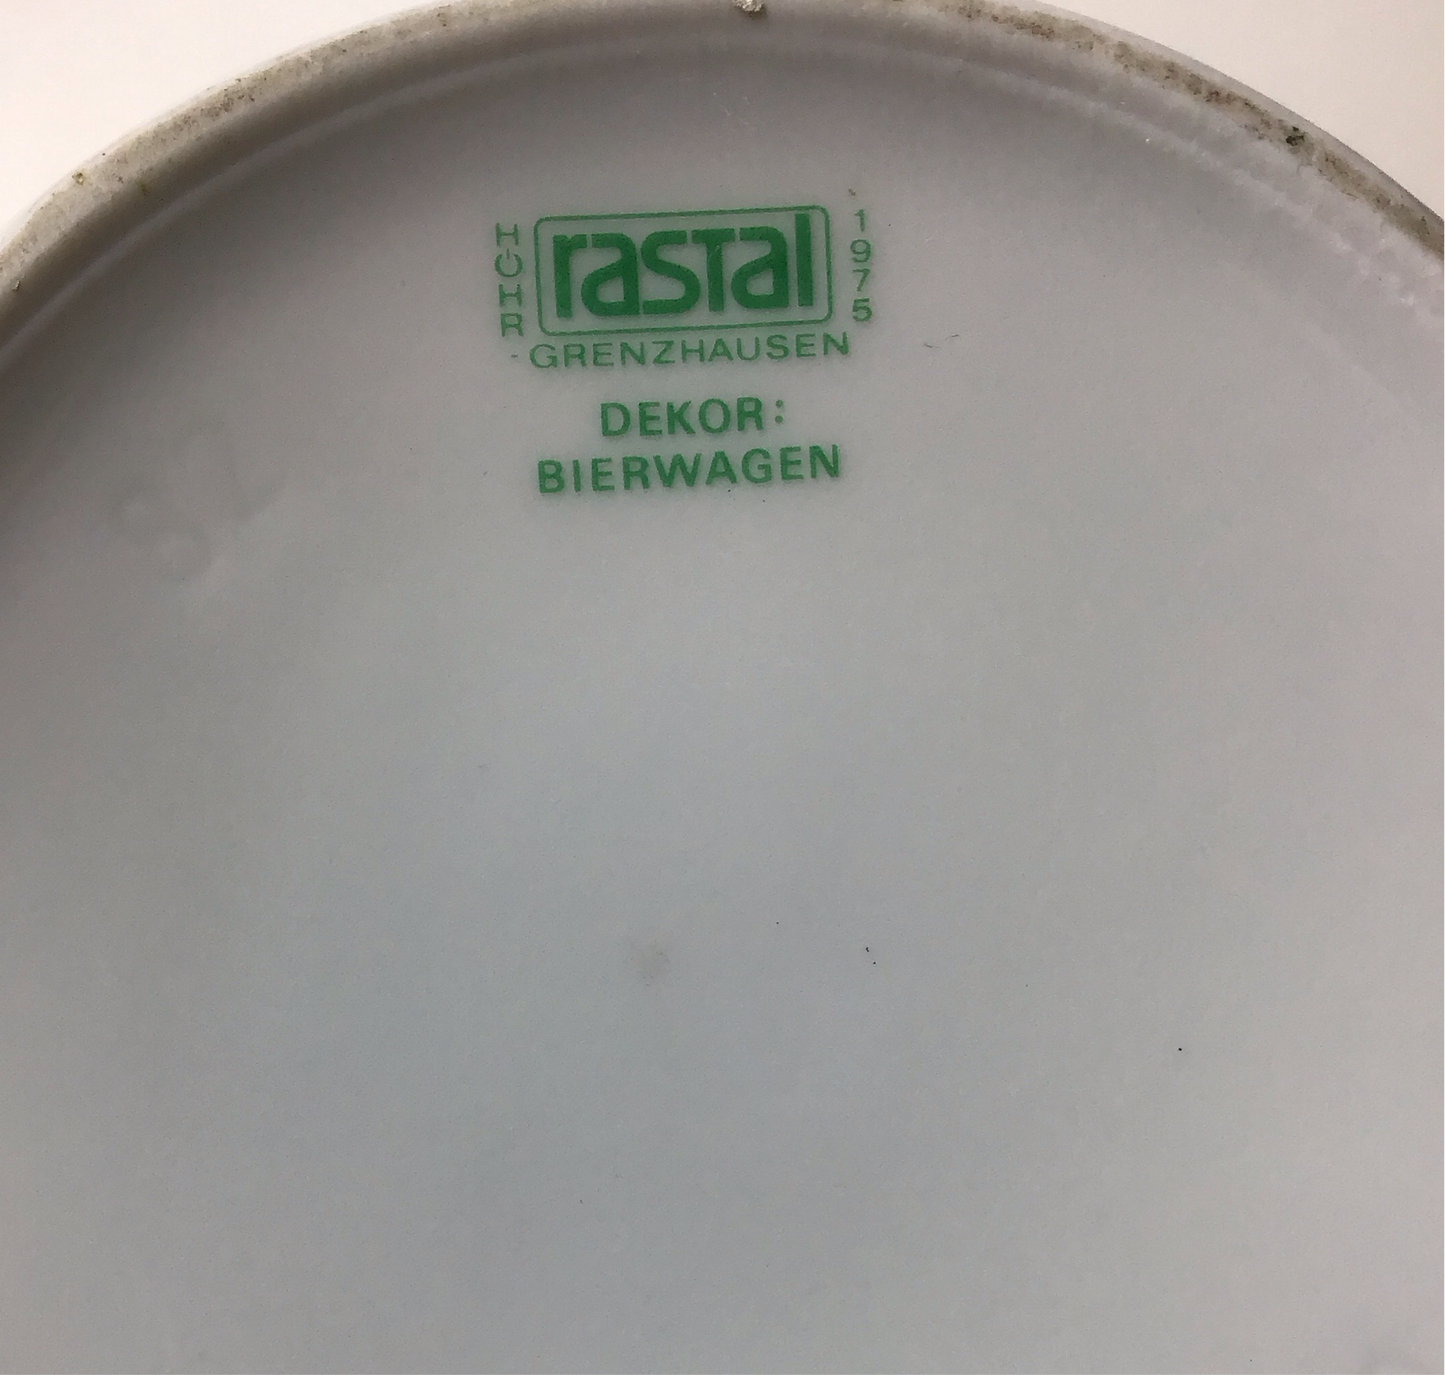 HÖHR
rastal
1975
-GRENZHAUSEN
DEKOR:
BIERWAGEN